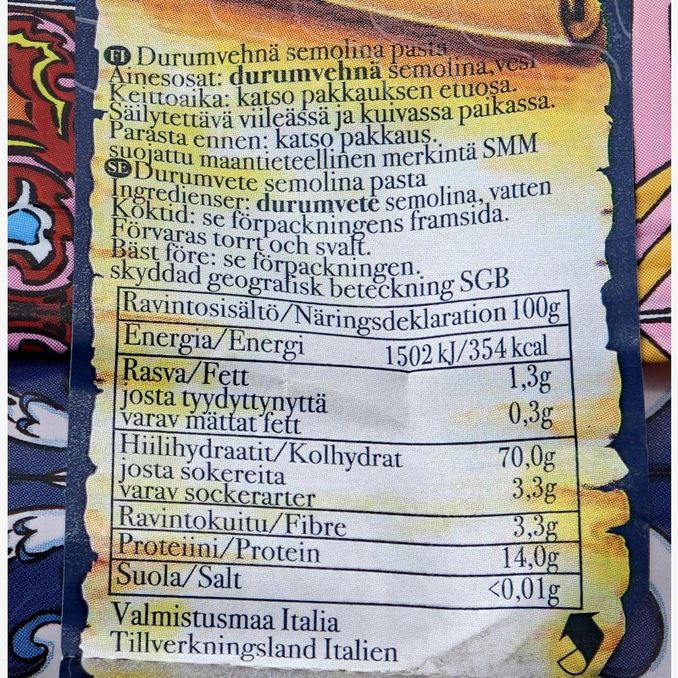 FI Durumvehnä semolina pasta
Ainesosat: durumvehnä semolina, vesi
Keittoaika: katso pakkauksen etuosa.
Säilytettävä viileässä ja kuivassa paikassa.
Parasta ennen: katso pakkaus.
suojattu maantieteellinen merkintä SMM
SE Durumvete semolina pasta
Ingredienser: durumvete semolina, vatten
Köktid: se förpackningens framsida.
Förvaras torrt och svalt.
Bäst före: se förpackningen.
skyddad geografisk beteckning SGB
Ravintosisältö/Näringsdeklaration 100g
Energia/Energi 1502 kJ/354 kcal
Rasva/Fett 1,3g
josta tyydyttynyttä
varav mättat fett 0,3g
Hiilihydraatit/Kolhydrat 70,0g
josta sokereita
varav sockerarter 3,3g
Ravintokuitu/Fibre 3,3g
Proteiini/Protein 14,0g
Suola/Salt <0,01g
Valmistusmaa Italia
Tillverkningsland Italien